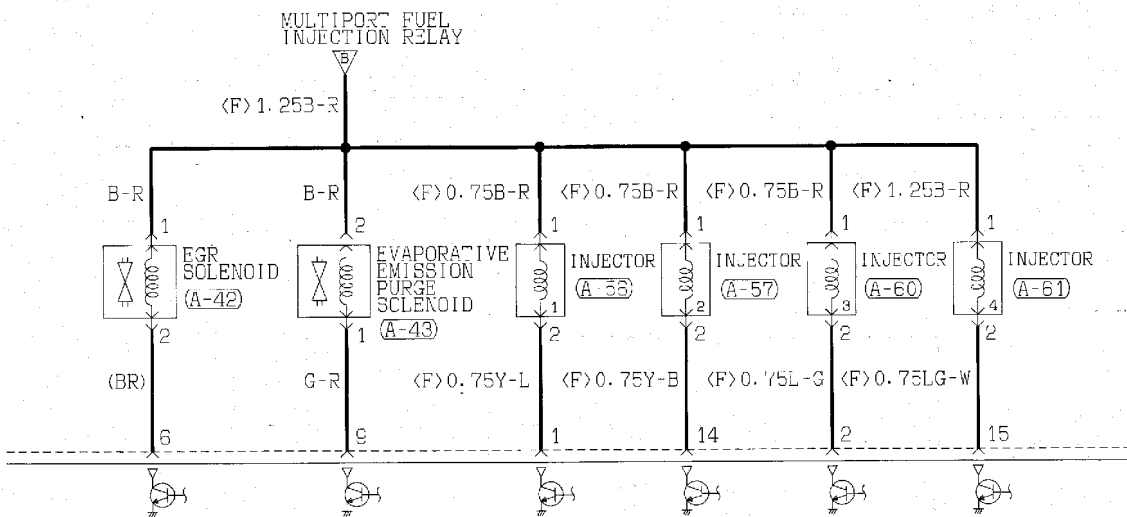 MULTIPORT FUEL
INJECTION RELAY
B
<F>1.25B-R
B-R
B-R
<F>0.75B-R
<F>0.75B-R
<F>0.75B-R
<F>1.25B-R
1
2
1
1
1
1
EGR
SOLENOID
A-42
EVAPORATIVE
EMISSION
PURGE
SOLENOID
A-43
INJECTOR
1
INJECTOR
A-57
2
INJECTOR
A-60
3
INJECTOR
A-61
4
2
1
2
2
2
2
(BR)
G-R
<F>0.75Y-L
<F>0.75Y-B
<F>0.75L-G
<F>0.75LG-W
6
9
1
14
2
15